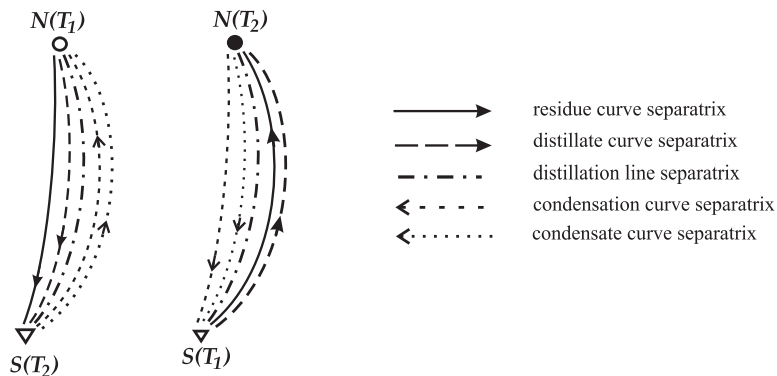 N(T1)
N(T2)
S(T2)
S(T1)
residue curve separatrix
distillate curve separatrix
distillation line separatrix
condensation curve separatrix
condensate curve separatrix